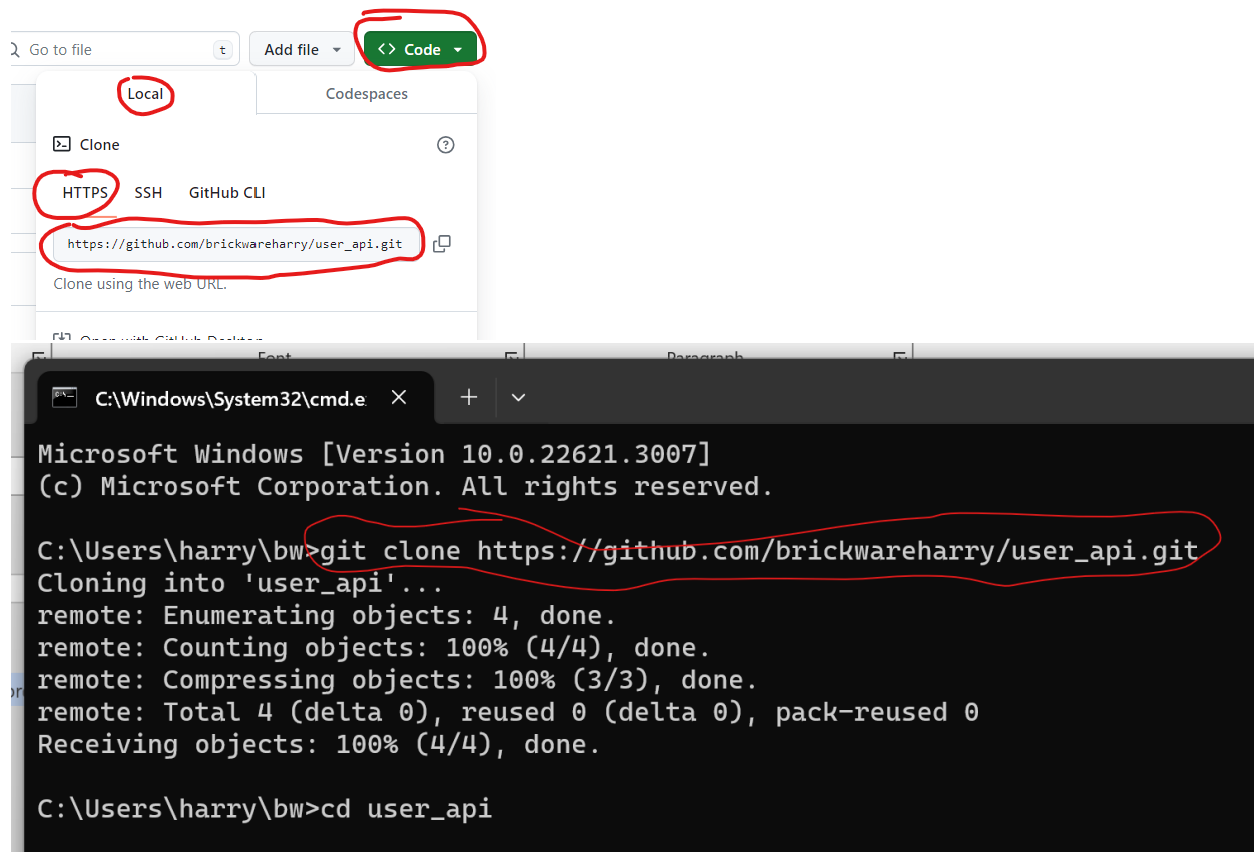 Go to file t Add file <> Code
Local Codespaces
Clone
HTTPS SSH GitHub CLI
https://github.com/brickwareharry/user_api.git
Clone using the web URL.
Open with GitHub Desktop
Font Paragraph
C:\Windows\System32\cmd.e
Microsoft Windows [Version 10.0.22621.3007]
(c) Microsoft Corporation. All rights reserved.
C:\Users\harry\bw>git clone https://github.com/brickwareharry/user_api.git
Cloning into 'user_api'...
remote: Enumerating objects: 4, done.
remote: Counting objects: 100% (4/4), done.
remote: Compressing objects: 100% (3/3), done.
remote: Total 4 (delta 0), reused 0 (delta 0), pack-reused 0
Receiving objects: 100% (4/4), done.
C:\Users\harry\bw>cd user_api